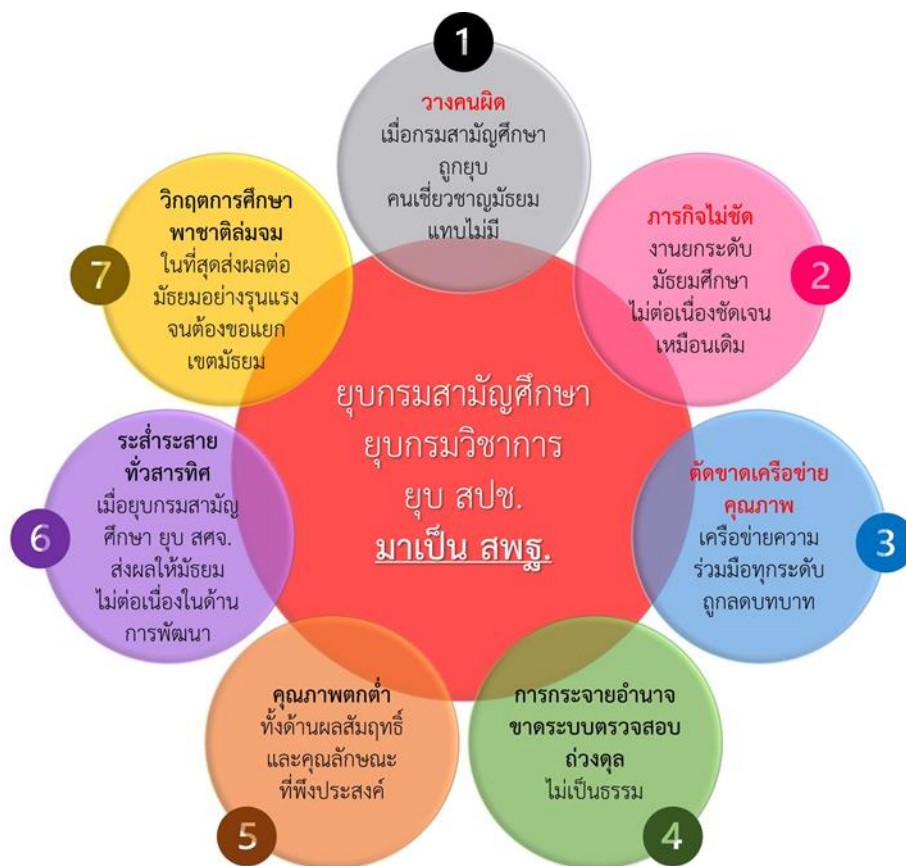 1
วางคนผิด
เมื่อกรมสามัญศึกษา
ถูกยุบ
คนเชี่ยวชาญมัธยม
แทบไม่มี
2
ภารกิจไม่ชัด
งานยกระดับ
มัธยมศึกษา
ไม่ต่อเนื่องชัดเจน
เหมือนเดิม
3
ตัดขาดเครือข่าย
คุณภาพ
เครือข่ายความ
ร่วมมือทุกระดับ
ถูกลดบทบาท
4
การกระจายอำนาจ
ขาดระบบตรวจสอบ
ถ่วงดุล
ไม่เป็นธรรม
5
คุณภาพตกต่ำ
ทั้งด้านผลสัมฤทธิ์
และคุณลักษณะ
ที่พึงประสงค์
6
ระส่ำระสาย
ทั่วสารทิศ
เมื่อยุบกรมสามัญ
ศึกษา ยุบ สศจ.
ส่งผลให้มัธยม
ไม่ต่อเนื่องในด้าน
การพัฒนา
7
วิกฤตการศึกษา
พาชาติล่มจม
ในที่สุดส่งผลต่อ
มัธยมอย่างรุนแรง
จนต้องขอแยก
เขตมัธยม
ยุบกรมสามัญศึกษา
ยุบกรมวิชาการ
ยุบ สปช.
มาเป็น สพฐ.